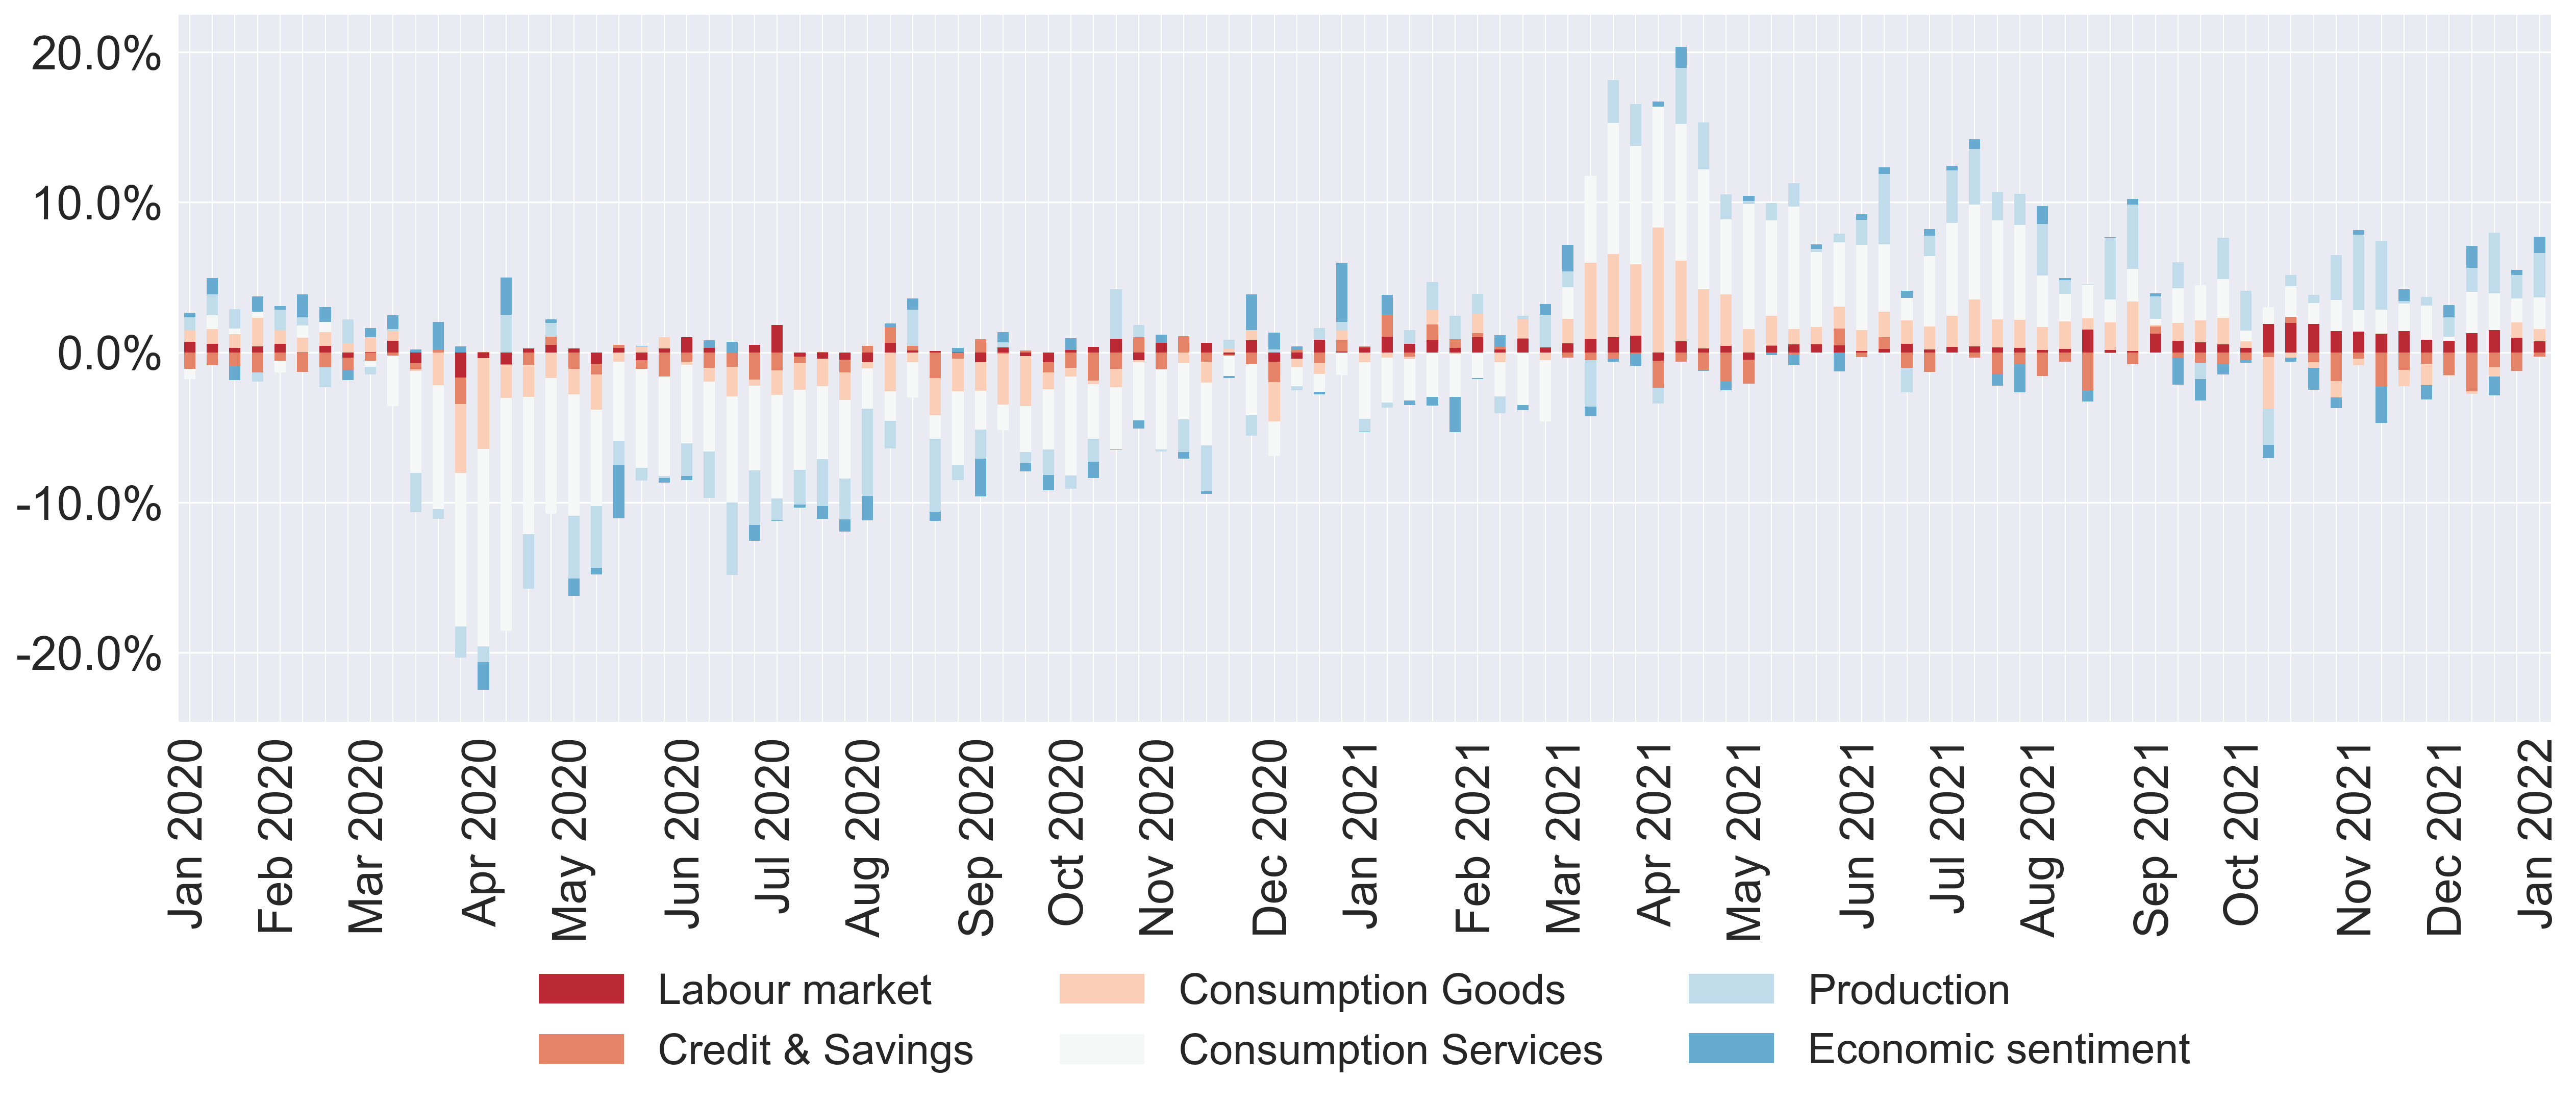 20.0%
10.0%
0.0%
-10.0%
-20.0%
Jan 2020
Feb 2020
Mar 2020
Apr 2020
May 2020
Jun 2020
Jul 2020
Aug 2020
Sep 2020
Oct 2020
Nov 2020
Dec 2020
Jan 2021
Feb 2021
Mar 2021
Apr 2021
May 2021
Jun 2021
Jul 2021
Aug 2021
Sep 2021
Oct 2021
Nov 2021
Dec 2021
Jan 2022
Labour market
Consumption Goods
Production
Credit & Savings
Consumption Services
Economic sentiment